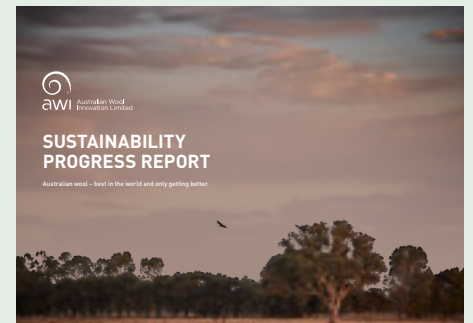 awi Australian Wool
Innovation Limited
SUSTAINABILITY
PROGRESS REPORT
Australian wool – best in the world and only getting better.